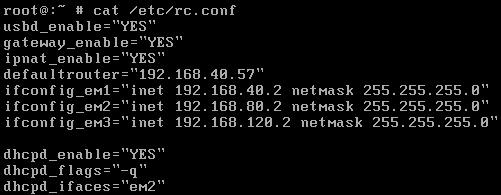 root@:~ # cat /etc/rc.conf
usbd_enable="YES"
gateway_enable="YES"
ipnat_enable="YES"
defaultrouter="192.168.40.57"
ifconfig_em1="inet 192.168.40.2 netmask 255.255.255.0"
ifconfig_em2="inet 192.168.80.2 netmask 255.255.255.0"
ifconfig_em3="inet 192.168.120.2 netmask 255.255.255.0"

dhcpd_enable="YES"
dhcpd_flags="-q"
dhcpd_ifaces="em2"